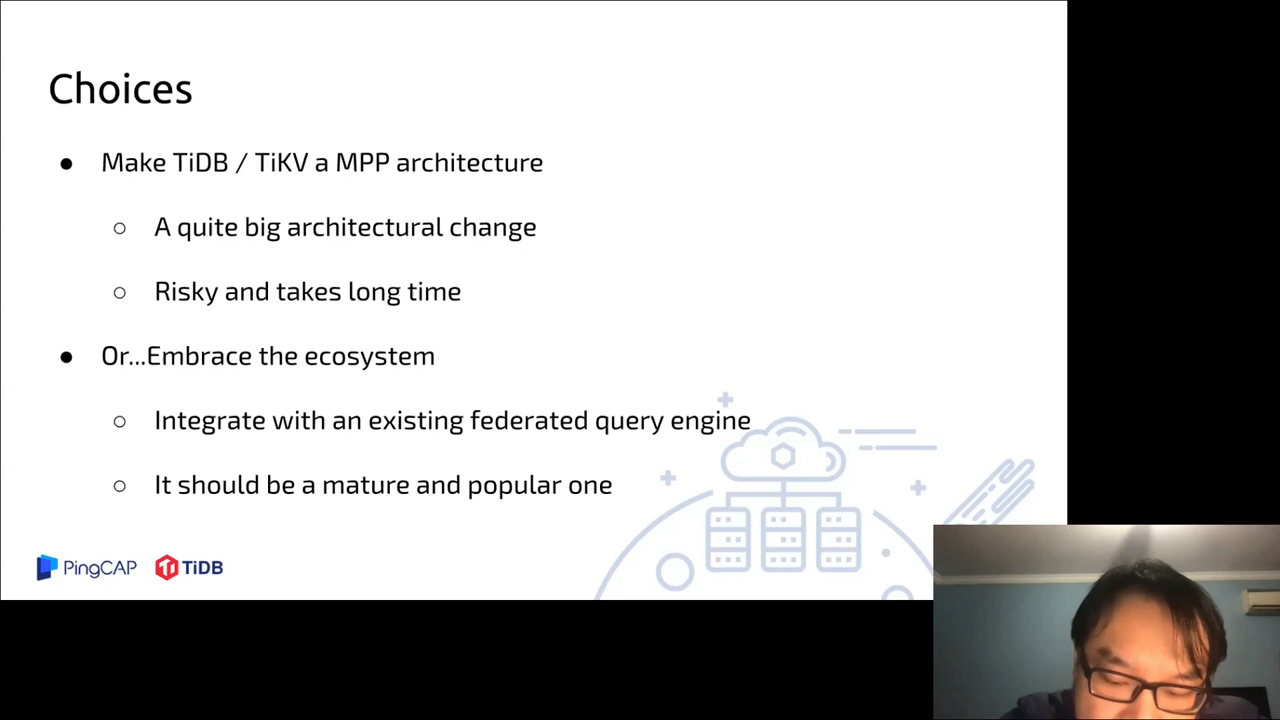 Choices
● Make TiDB / TiKV a MPP architecture
○ A quite big architectural change
○ Risky and takes long time
● Or...Embrace the ecosystem
○ Integrate with an existing federated query engine
○ It should be a mature and popular one
PingCAP TiDB